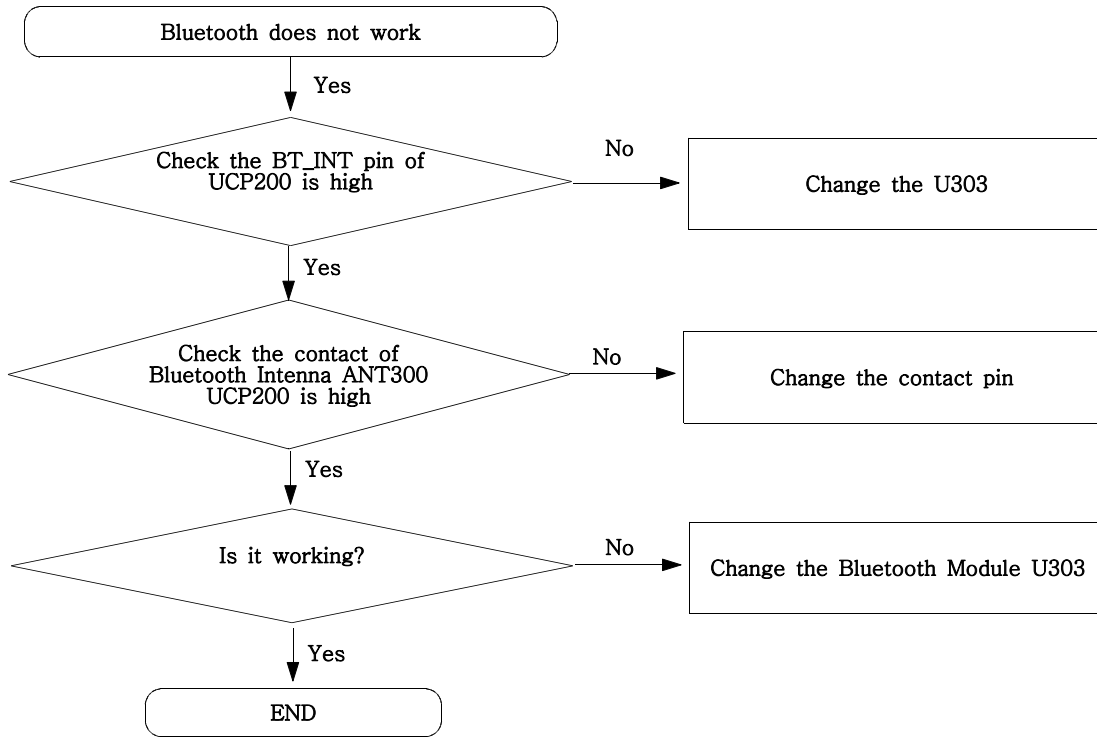 Bluetooth does not work
Yes
Check the BT_INT pin of
UCP200 is high
No
Change the U303
Yes
Check the contact of
Bluetooth Intenna ANT300
UCP200 is high
No
Change the contact pin
Yes
Is it working?
No
Change the Bluetooth Module U303
Yes
END